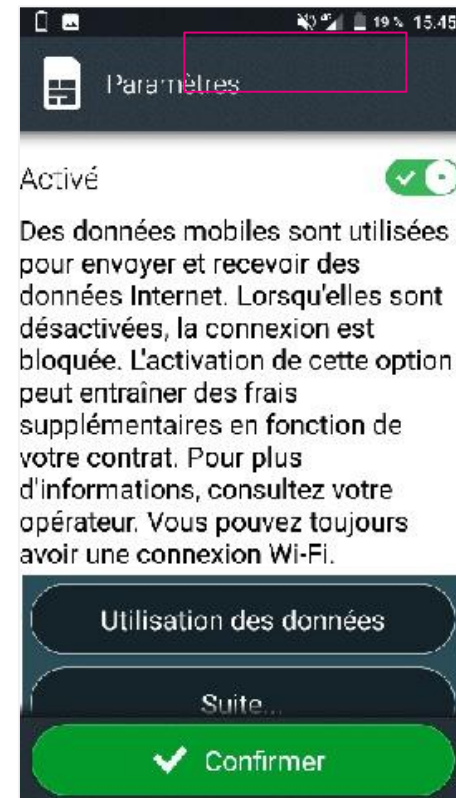 4G 19 % 15.45
Paramètres
Activé
Des données mobiles sont utilisées
pour envoyer et recevoir des
données Internet. Lorsqu'elles sont
désactivées, la connexion est
bloquée. L'activation de cette option
peut entraîner des frais
supplémentaires en fonction de
votre contrat. Pour plus
d'informations, consultez votre
opérateur. Vous pouvez toujours
avoir une connexion Wi-Fi.
Utilisation des données
Suite...
Confirmer